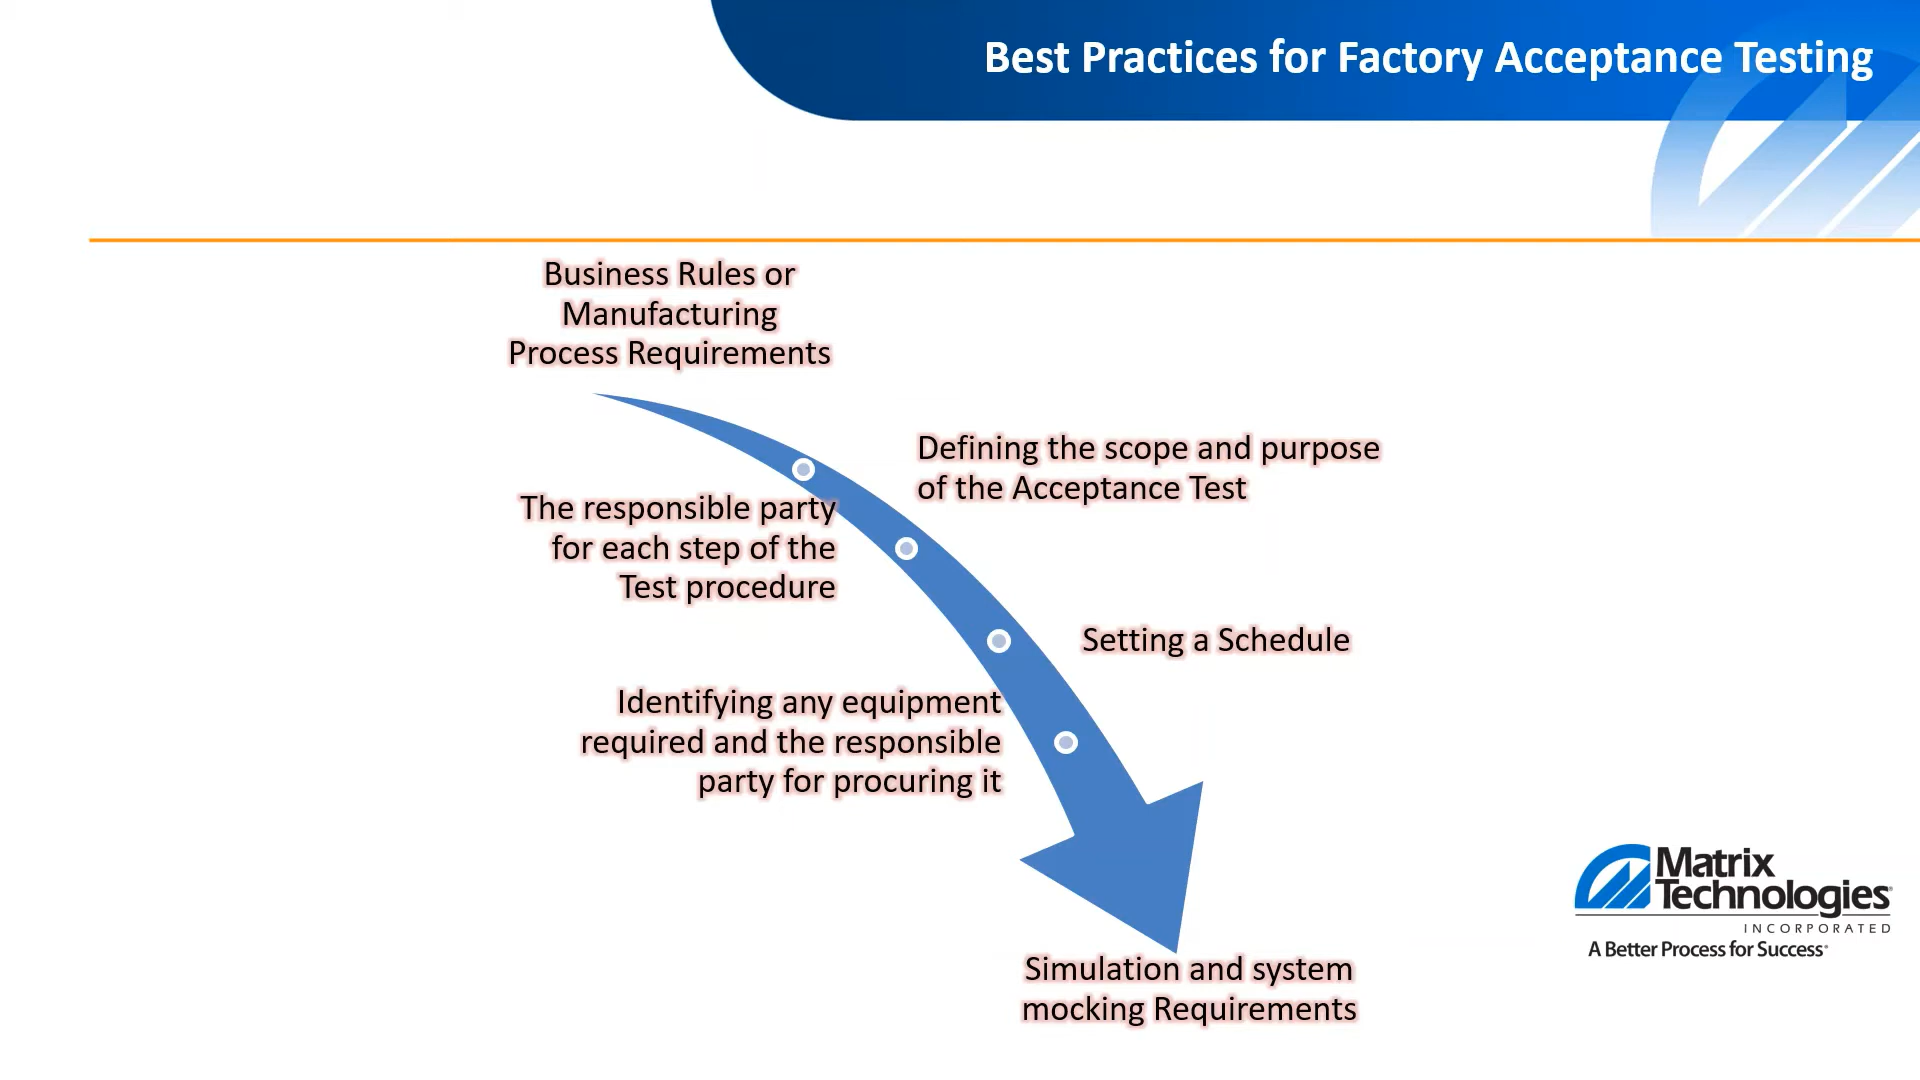 Best Practices for Factory Acceptance Testing
Business Rules or
Manufacturing
Process Requirements
Defining the scope and purpose
of the Acceptance Test
The responsible party
for each step of the
Test procedure
Setting a Schedule
Identifying any equipment
required and the responsible
party for procuring it
Simulation and system
mocking Requirements
Matrix
Technologies
INCORPORATED
A Better Process for Success